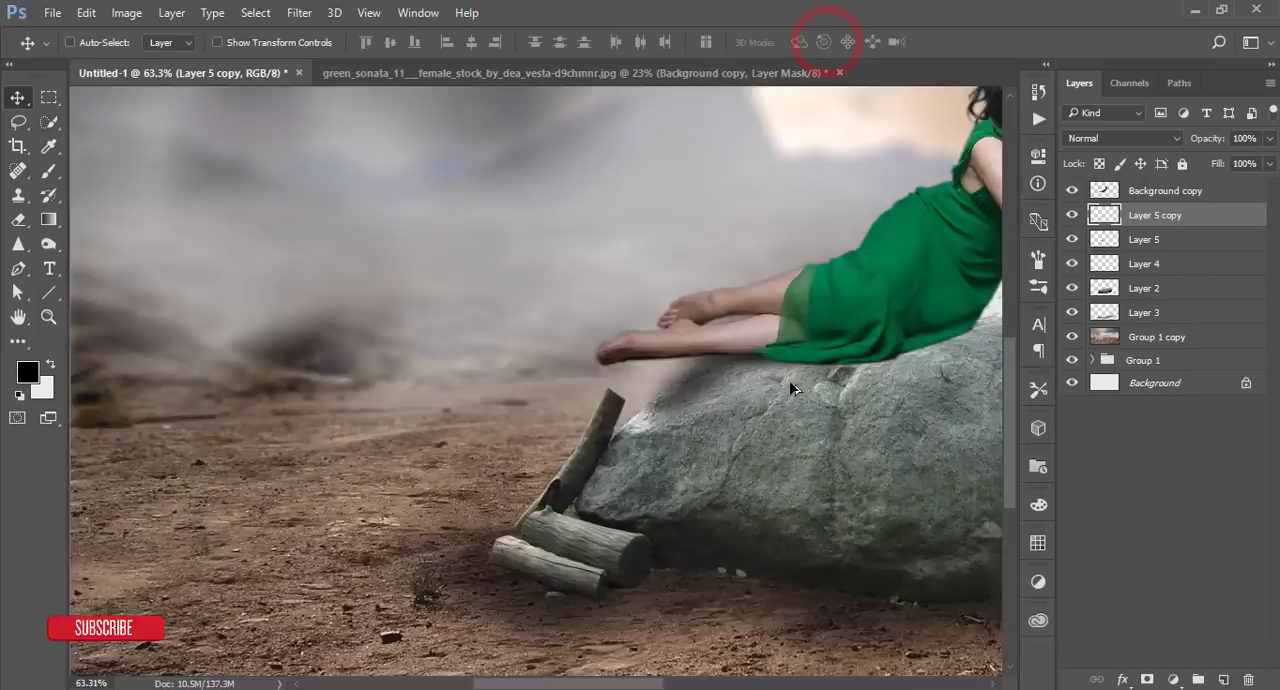 Ps File Edit Image Layer Type Select Filter 3D View Window Help
Auto-Select: Layer Show Transform Controls 3D Mode:
Untitled-1 @ 63.3% (Layer 5 copy, RGB/8) * × green_sonata_11__female_stock_by_dea_vesta-d9chmnr.jpg @ 23% (Background copy, Layer Mask/8) * ×
Layers Channels Paths
Kind
Normal Opacity: 100%
Lock: Fill: 100%
Background copy
Layer 5 copy
Layer 5
Layer 4
Layer 2
Layer 3
Group 1 copy
Group 1
Background
SUBSCRIBE
63.31% Doc: 10.5M/137.3M